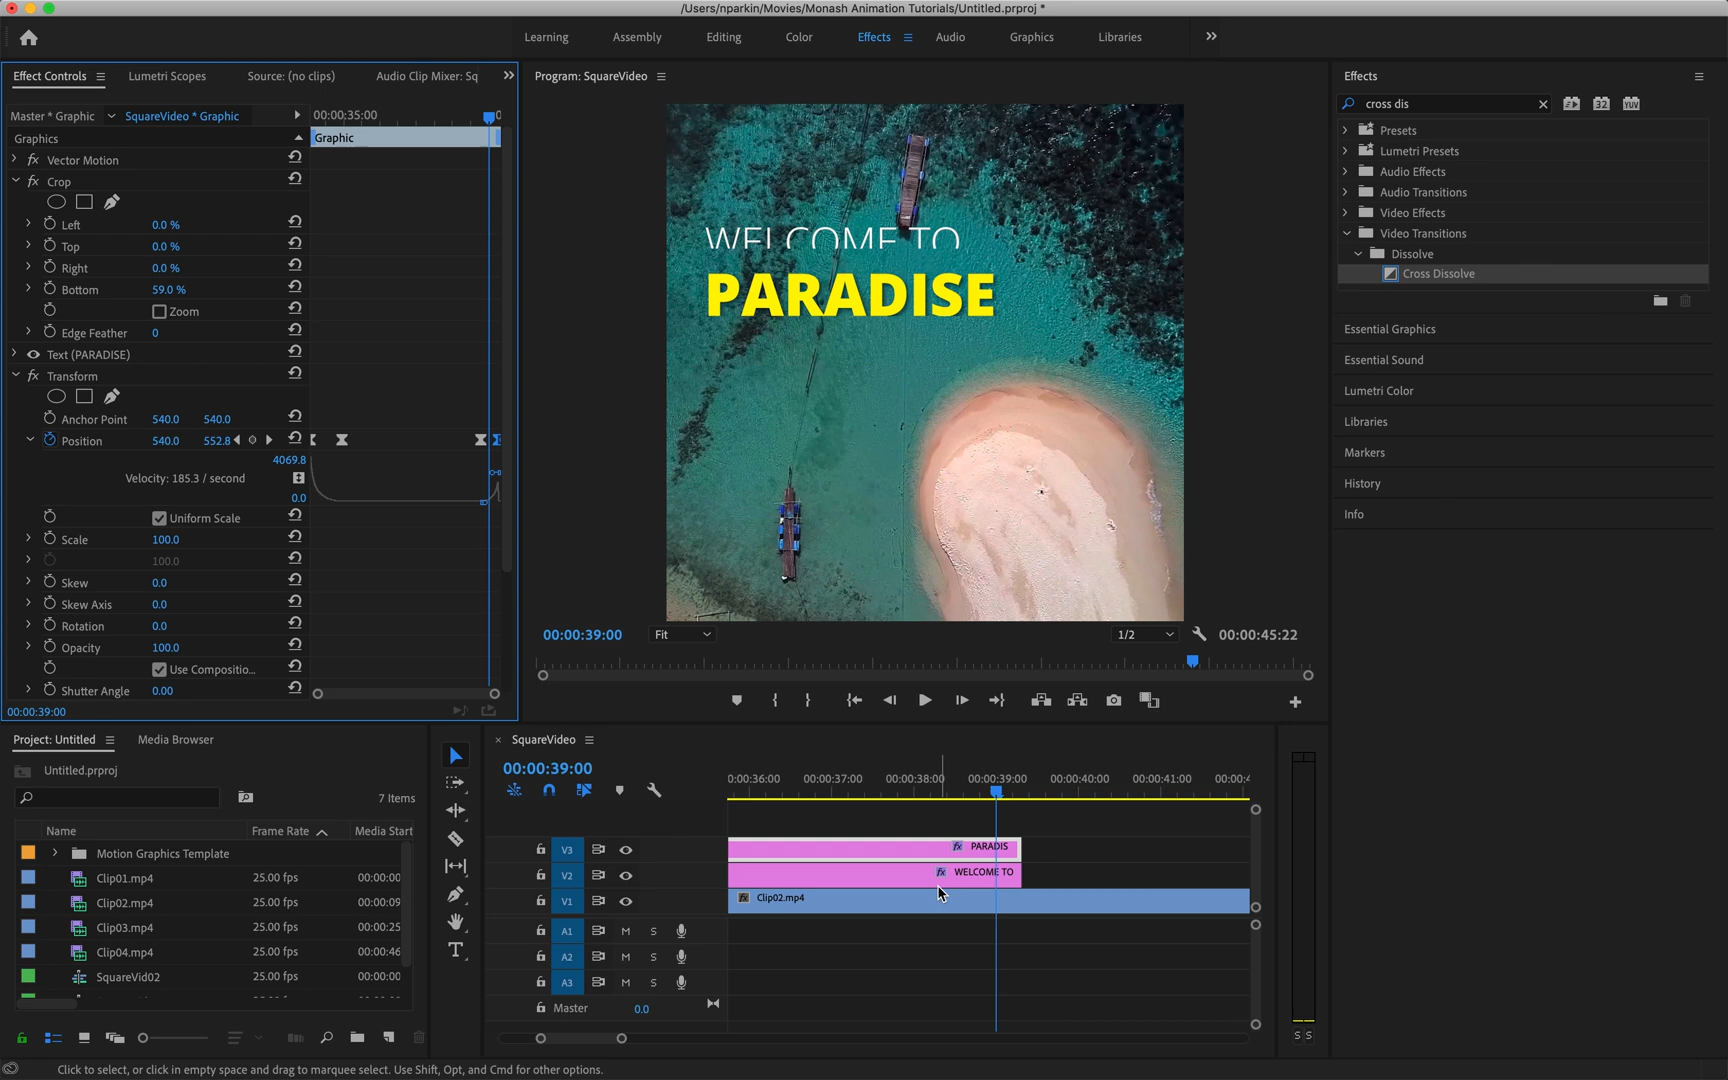 /Users/nparkin/Movies/Monash Animation Tutorials/Untitled.prproj *
Learning Assembly Editing Color Effects Audio Graphics Libraries
Effect Controls Lumetri Scopes Source: (no clips) Audio Clip Mixer: Sq
Master * Graphic SquareVideo * Graphic 00:00:35:00
Graphics Graphic
fx Vector Motion
fx Crop
Left 0.0 %
Top 0.0 %
Right 0.0 %
Bottom 59.0 %
Zoom
Edge Feather 0
Text (PARADISE)
fx Transform
Anchor Point 540.0 540.0
Position 540.0 552.8
4069.8
Velocity: 185.3 / second
0.0
Uniform Scale
Scale 100.0
100.0
Skew 0.0
Skew Axis 0.0
Rotation 0.0
Opacity 100.0
Use Compositio...
Shutter Angle 0.00
00:00:39:00
Program: SquareVideo
WELCOME TO
PARADISE
00:00:39:00 Fit 1/2 00:00:45:22
Effects
cross dis 32 YUV
Presets
Lumetri Presets
Audio Effects
Audio Transitions
Video Effects
Video Transitions
Dissolve
Cross Dissolve
Essential Graphics
Essential Sound
Lumetri Color
Libraries
Markers
History
Info
Project: Untitled Media Browser
Untitled.prproj
7 Items
Name Frame Rate Media Start
Motion Graphics Template
Clip01.mp4 25.00 fps 00:00:00
Clip02.mp4 25.00 fps 00:00:09
Clip03.mp4 25.00 fps 00:00:25
Clip04.mp4 25.00 fps 00:00:46
SquareVid02 25.00 fps 00:00:00
T
× SquareVideo
00:00:39:00
0:00:36:00 00:00:37:00 00:00:38:00 00:00:39:00 00:00:40:00 00:00:41:00 00:00:4
V3 fx PARADIS
V2 fx WELCOME TO
V1 fx Clip02.mp4
A1 M S
A2 M S
A3 M S
Master 0.0
S S
Click to select, or click in empty space and drag to marquee select. Use Shift, Opt, and Cmd for other options.